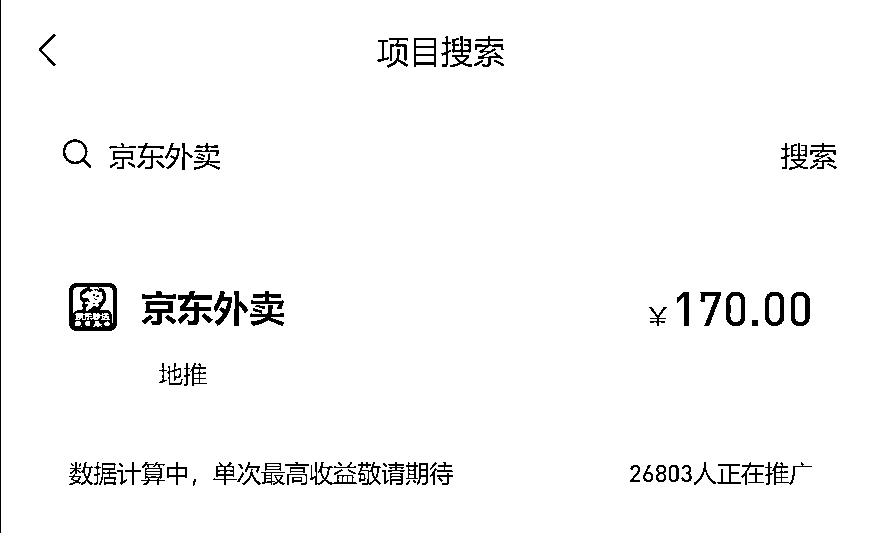 项目搜索
京东外卖 搜索
京东外卖 ¥170.00
地推
数据计算中，单次最高收益敬请期待 26803人正在推广